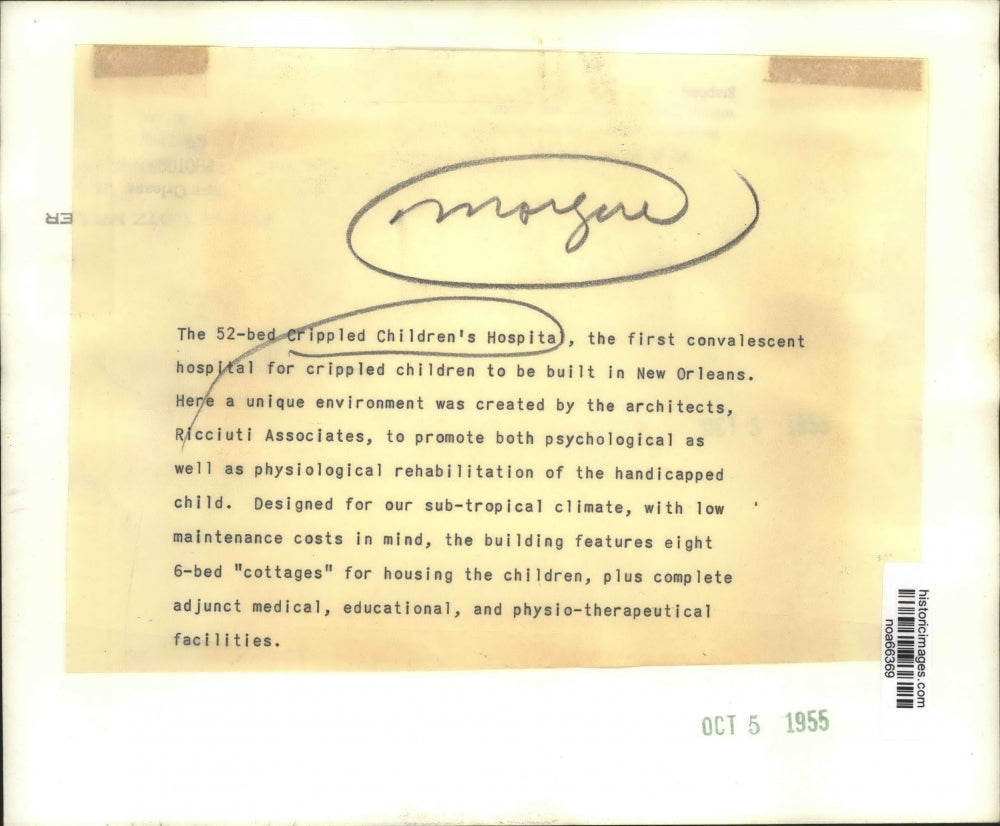 morgue
The 52-bed Crippled Children's Hospital, the first convalescent
hospital for crippled children to be built in New Orleans.
Here a unique environment was created by the architects,
Ricciuti Associates, to promote both psychological as
well as physiological rehabilitation of the handicapped
child. Designed for our sub-tropical climate, with low
maintenance costs in mind, the building features eight
6-bed "cottages" for housing the children, plus complete
adjunct medical, educational, and physio-therapeutical
facilities.
historicimages.com
noa66369
OCT 5 1955